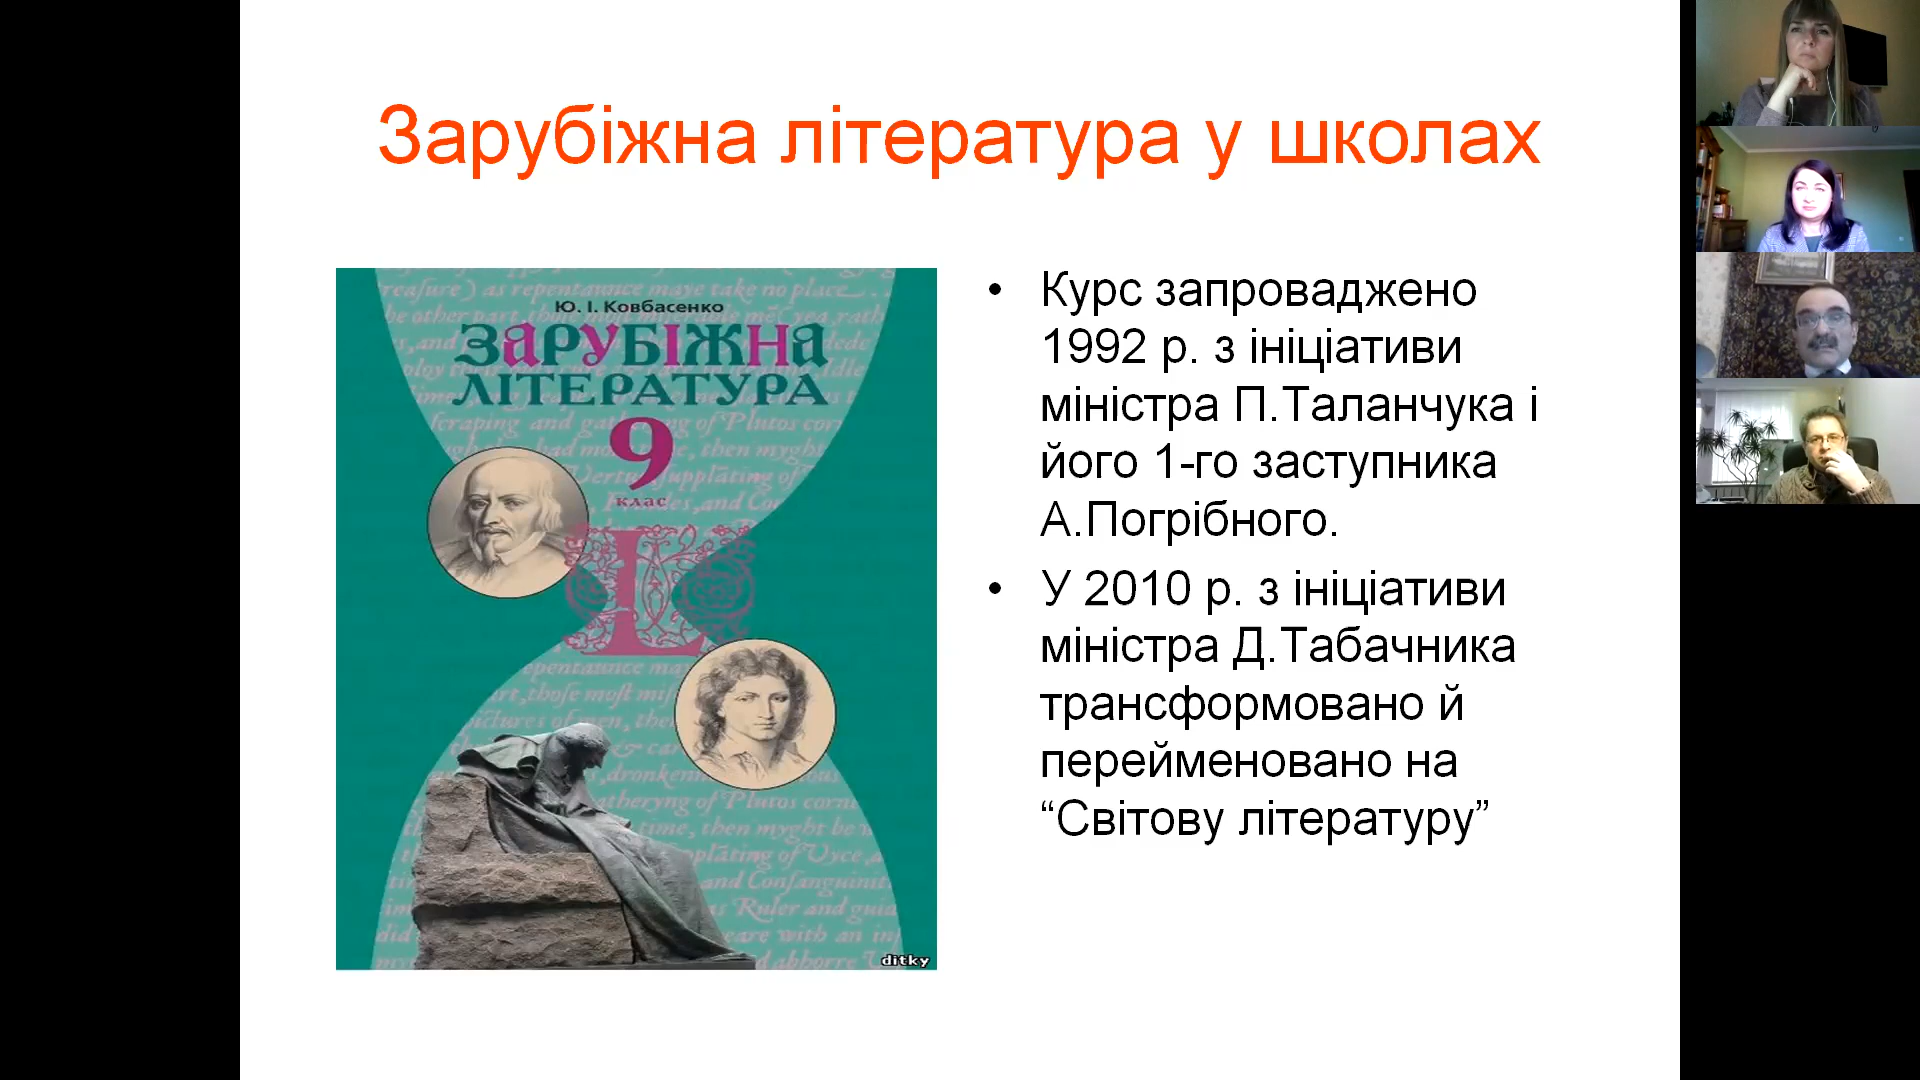 Зарубіжна література у школах
Ю. І. Ковбасенко
ЗАРУБІЖНА
ЛІТЕРАТУРА
9
клас
L
ditky
• Курс запроваджено
1992 р. з ініціативи
міністра П.Таланчука і
його 1-го заступника
А.Погрібного.
• У 2010 р. з ініціативи
міністра Д.Табачника
трансформовано й
перейменовано на
“Світову літературу”